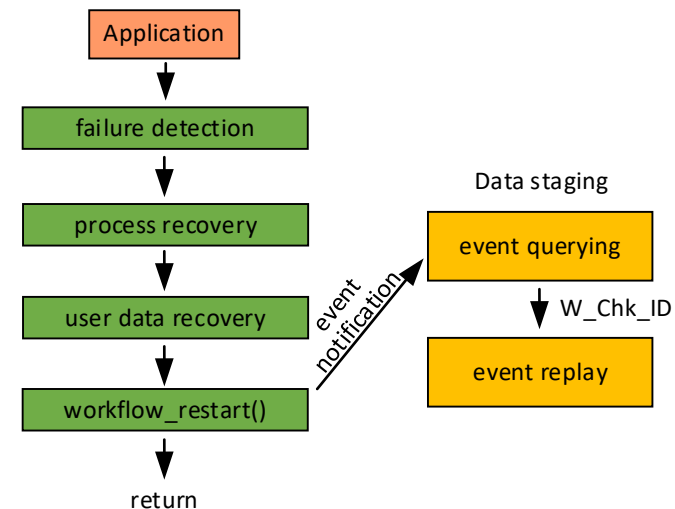 Application
failure detection
process recovery
user data recovery
workflow_restart()
return
event
notification
Data staging
event querying
W_Chk_ID
event replay